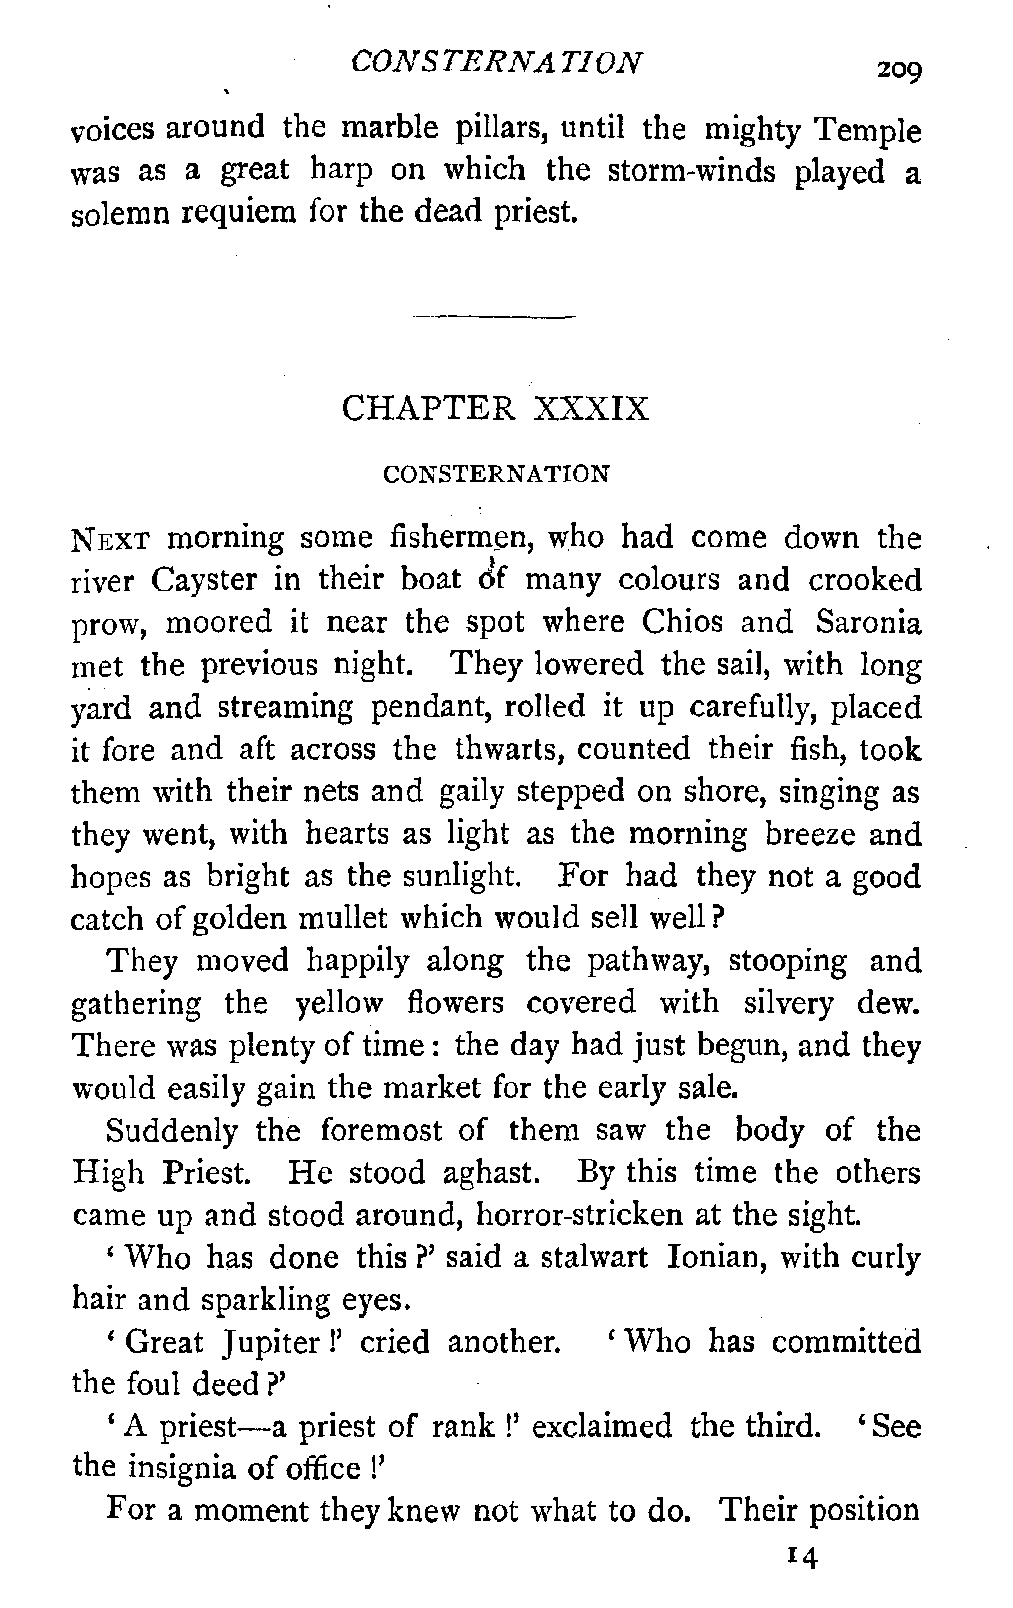 CONSTERNATION 209
voices around the marble pillars, until the mighty Temple
was as a great harp on which the storm-winds played a
solemn requiem for the dead priest.
CHAPTER XXXIX
CONSTERNATION
NEXT morning some fishermen, who had come down the
river Cayster in their boat of many colours and crooked
prow, moored it near the spot where Chios and Saronia
met the previous night. They lowered the sail, with long
yard and streaming pendant, rolled it up carefully, placed
it fore and aft across the thwarts, counted their fish, took
them with their nets and gaily stepped on shore, singing as
they went, with hearts as light as the morning breeze and
hopes as bright as the sunlight. For had they not a good
catch of golden mullet which would sell well?
They moved happily along the pathway, stooping and
gathering the yellow flowers covered with silvery dew.
There was plenty of time: the day had just begun, and they
would easily gain the market for the early sale.
Suddenly the foremost of them saw the body of the
High Priest. He stood aghast. By this time the others
came up and stood around, horror-stricken at the sight.
‘Who has done this?’ said a stalwart Ionian, with curly
hair and sparkling eyes.
‘Great Jupiter!’ cried another. ‘Who has committed
the foul deed?’
‘A priest—a priest of rank!’ exclaimed the third. ‘See
the insignia of office!’
For a moment they knew not what to do. Their position
14